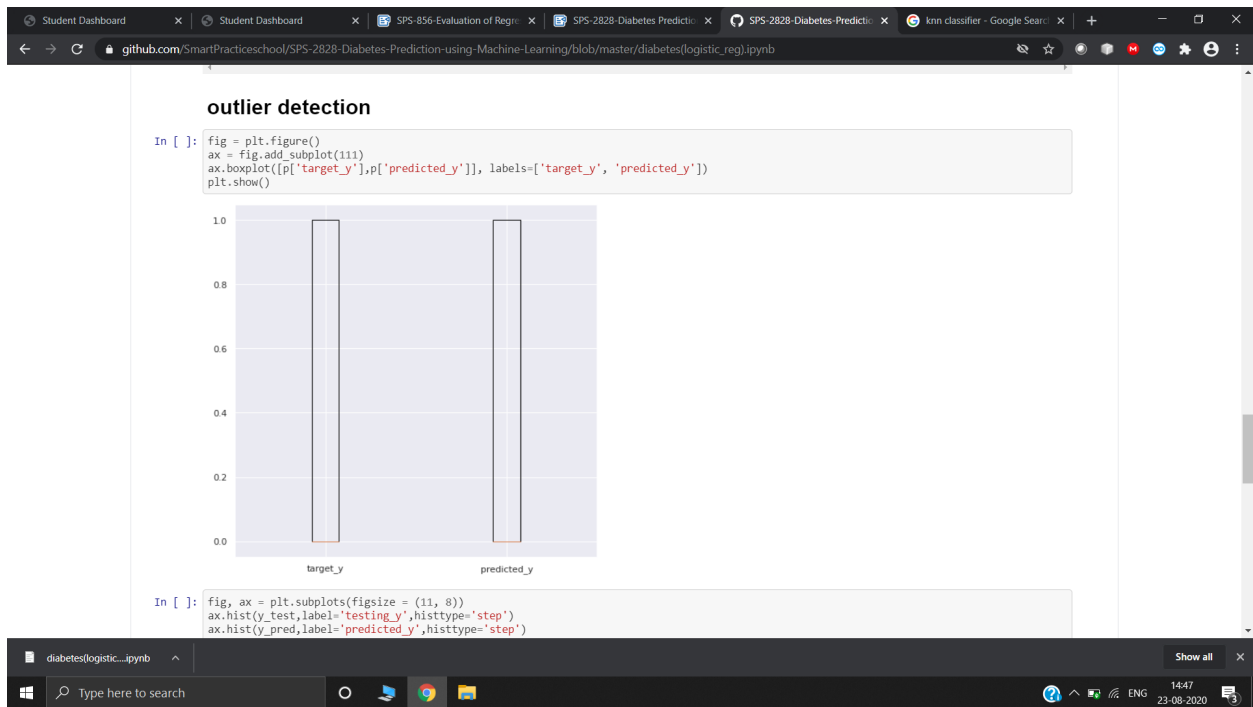 Student Dashboard
Student Dashboard
SPS-856-Evaluation of Regre
SPS-2828-Diabetes Predictio
SPS-2828-Diabetes-Predictio
knn classifier - Google Search
github.com/SmartPracticeschool/SPS-2828-Diabetes-Prediction-using-Machine-Learning/blob/master/diabetes(logistic_reg).ipynb
outlier detection
In [ ]: fig = plt.figure()
ax = fig.add_subplot(111)
ax.boxplot([p['target_y'],p['predicted_y']], labels=['target_y', 'predicted_y'])
plt.show()
1.0
0.8
0.6
0.4
0.2
0.0
target_y predicted_y
In [ ]: fig, ax = plt.subplots(figsize = (11, 8))
ax.hist(y_test,label='testing_y',histtype='step')
ax.hist(y_pred,label='predicted_y',histtype='step')
diabetes(logistic....ipynb
Show all
Type here to search
ENG
14:47
23-08-2020
3